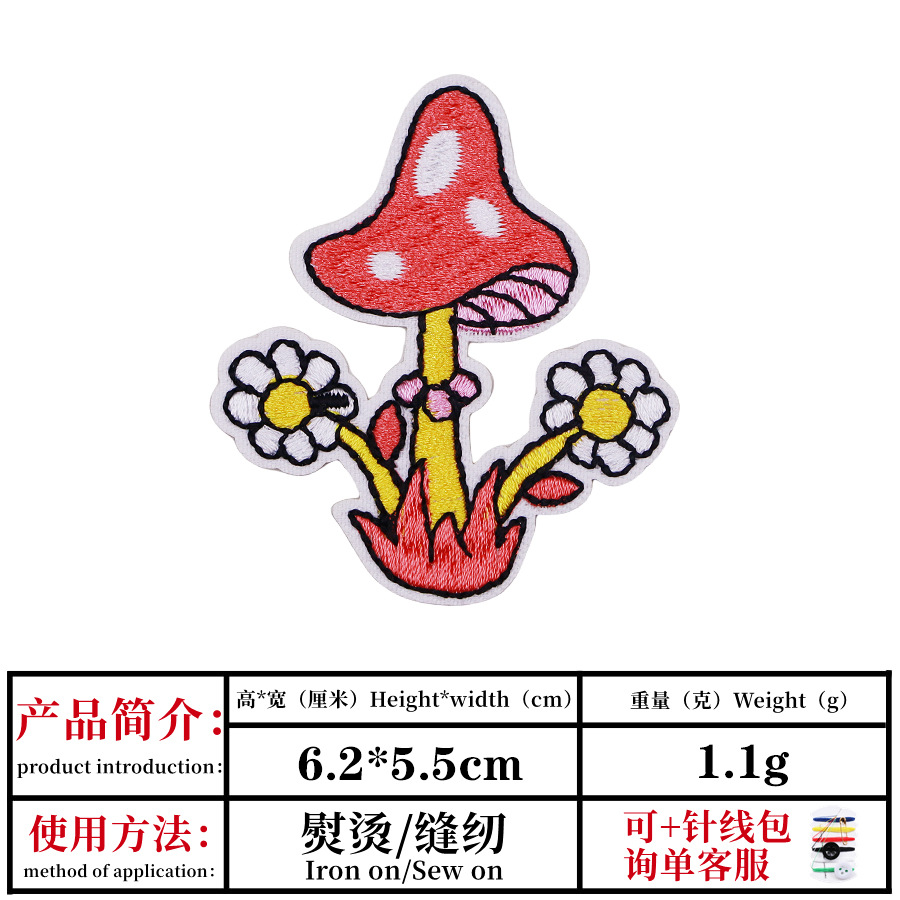 产品简介：
product introduction：
高*宽（厘米）Height*width（cm）
重量（克）Weight（g）
6.2*5.5cm
1.1g
使用方法：
method of application：
熨烫/缝纫
Iron on/Sew on
可+针线包
询单客服